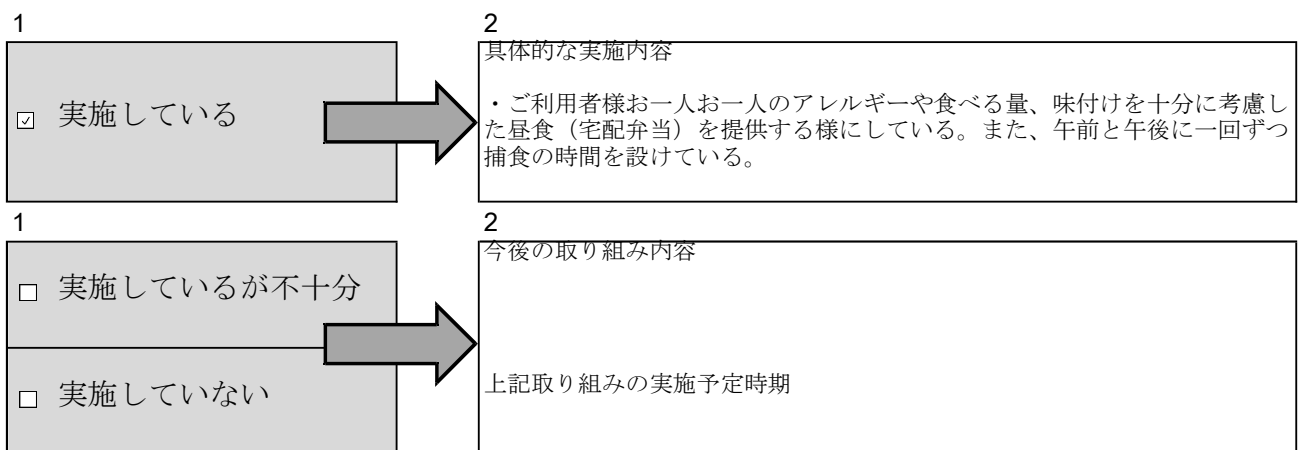 1
2
☑ 実施している
具体的な実施内容
・ご利用者様お一人お一人のアレルギーや食べる量、味付けを十分に考慮し
た昼食（宅配弁当）を提供する様にしている。また、午前と午後に一回ずつ
捕食の時間を設けている。
1
2
□ 実施しているが不十分
□ 実施していない
今後の取り組み内容
上記取り組みの実施予定時期